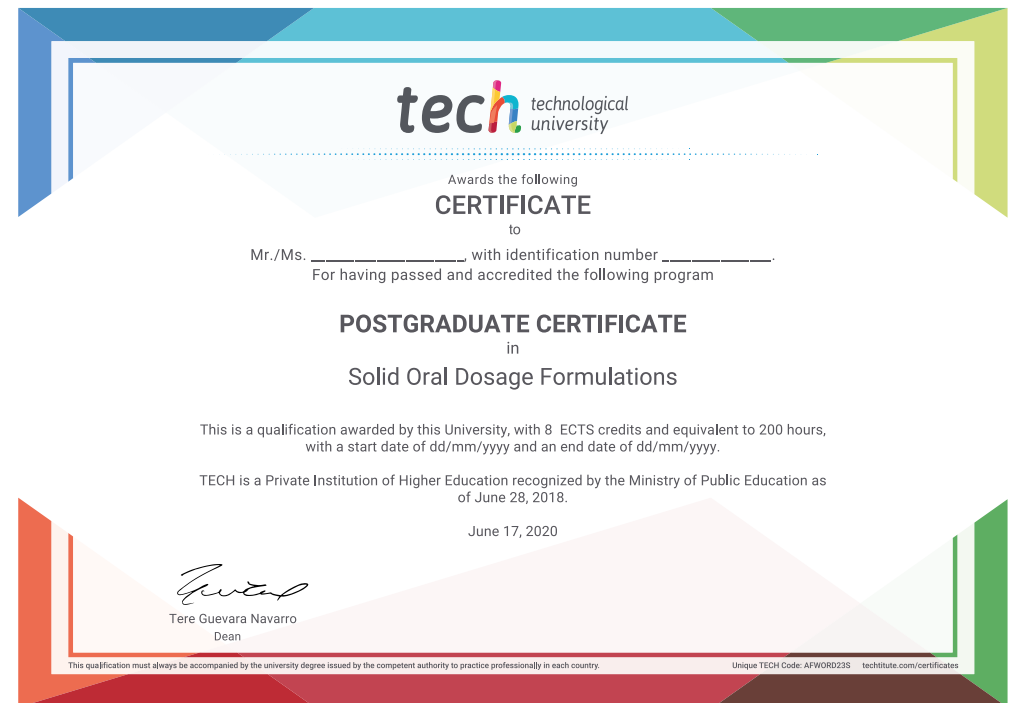 tech technological
university
Awards the following
CERTIFICATE
to
Mr./Ms. __________________, with identification number _____________.
For having passed and accredited the following program
POSTGRADUATE CERTIFICATE
in
Solid Oral Dosage Formulations
This is a qualification awarded by this University, with 8 ECTS credits and equivalent to 200 hours,
with a start date of dd/mm/yyyy and an end date of dd/mm/yyyy.
TECH is a Private Institution of Higher Education recognized by the Ministry of Public Education as
of June 28, 2018.
June 17, 2020
Tere Guevara Navarro
Dean
This qualification must always be accompanied by the university degree issued by the competent authority to practice professionally in each country.
Unique TECH Code: AFWORD23S techtitute.com/certificates